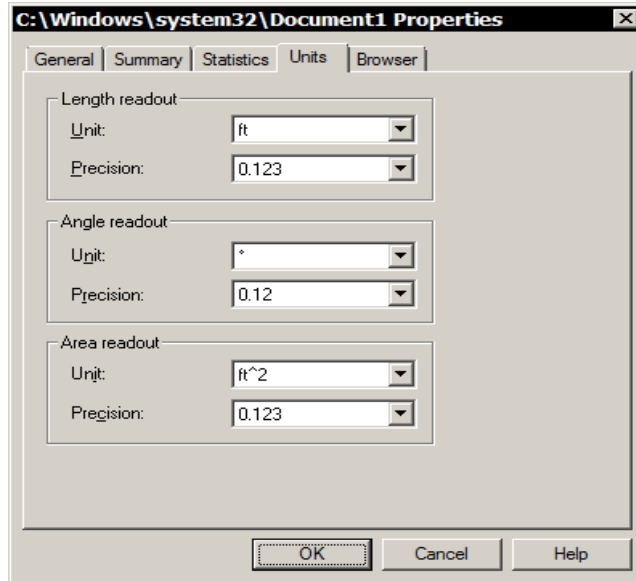 C:\Windows\system32\Document1 Properties
General Summary Statistics Units Browser
Length readout
Unit: ft
Precision: 0.123
Angle readout
Unit: °
Precision: 0.12
Area readout
Unit: ft^2
Precision: 0.123
OK Cancel Help